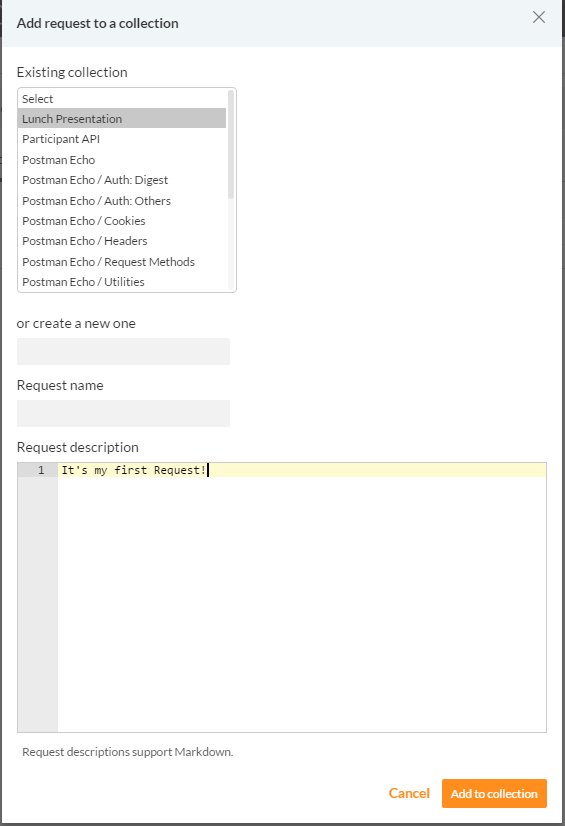 Add request to a collection
Existing collection
Select
Lunch Presentation
Participant API
Postman Echo
Postman Echo / Auth: Digest
Postman Echo / Auth: Others
Postman Echo / Cookies
Postman Echo / Headers
Postman Echo / Request Methods
Postman Echo / Utilities
or create a new one
Request name
Request description
1 It's my first Request!
Request descriptions support Markdown.
Cancel Add to collection